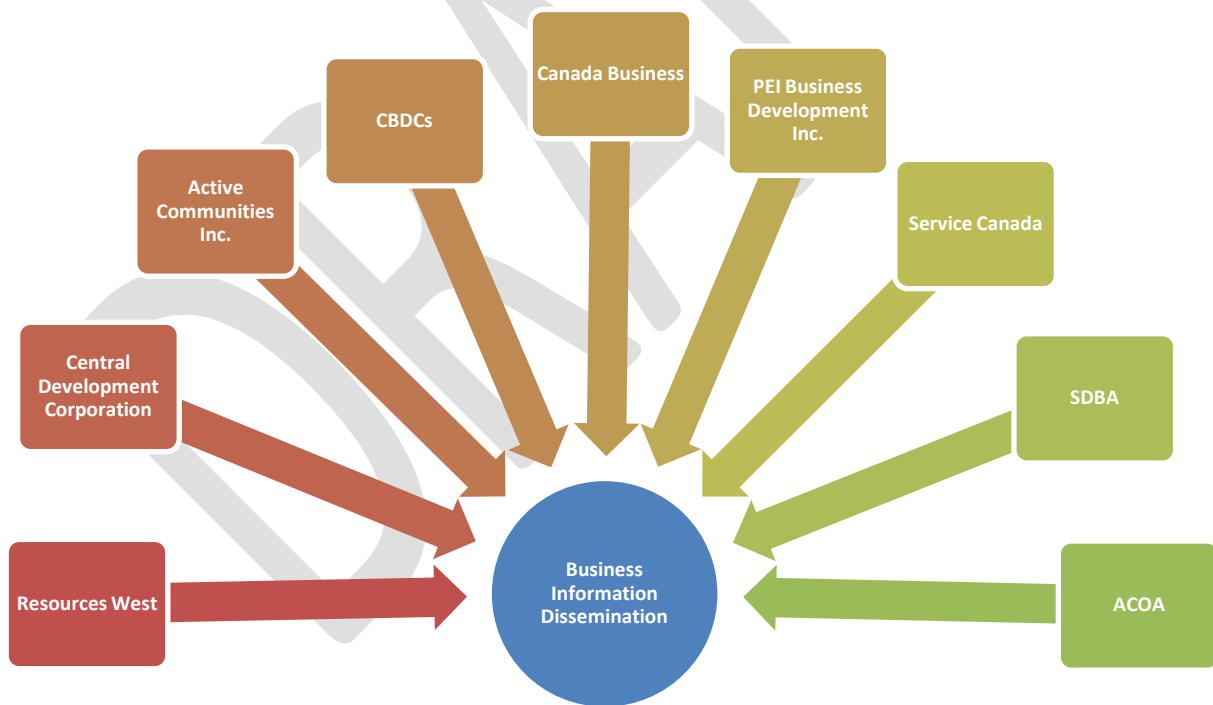 Canada Business
PEI Business
Development
Inc.
CBDCs
Active
Communities
Inc.
Service Canada
Central
Development
Corporation
SDBA
Resources West
Business
Information
Dissemination
ACOA